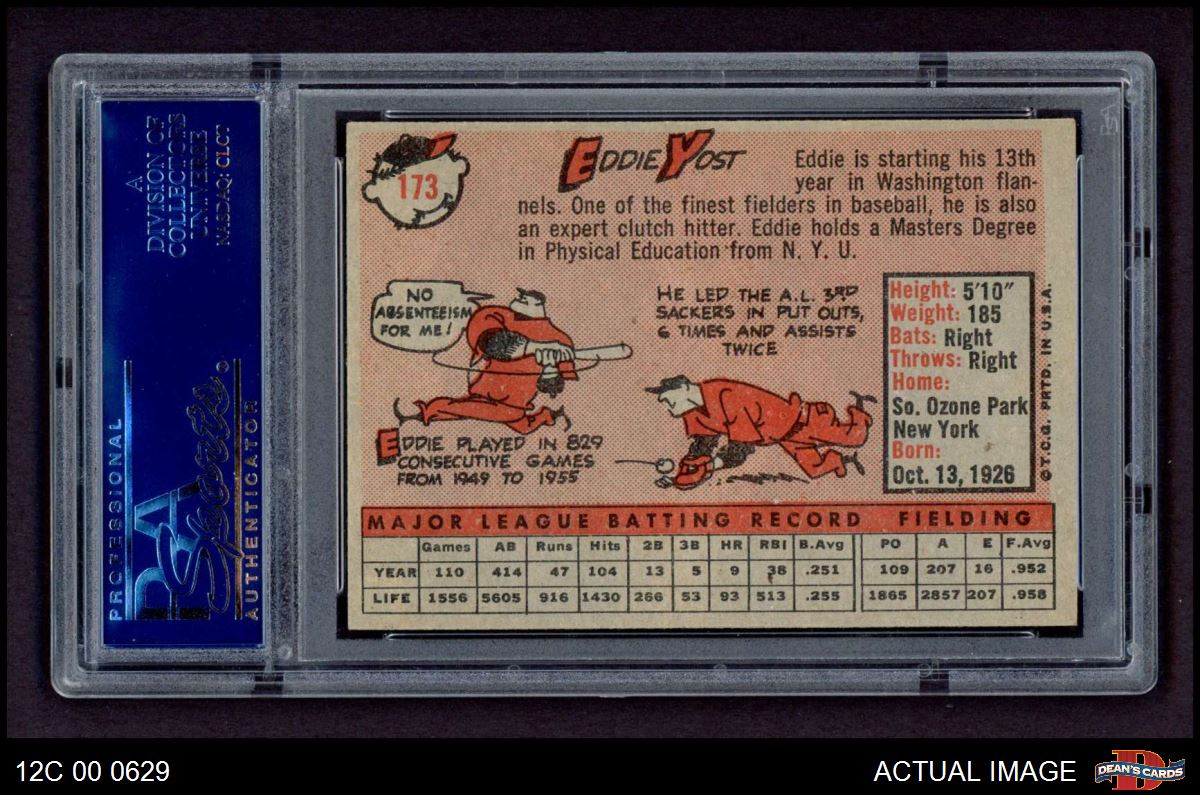 A
DIVISION OF
COLLECTORS
UNIVERSE
NASDAQ: CLCT
PROFESSIONAL
PSA
Sports
AUTHENTICATOR
173
EDDIE YOST
Eddie is starting his 13th
year in Washington flan-
nels. One of the finest fielders in baseball, he is also
an expert clutch hitter. Eddie holds a Masters Degree
in Physical Education from N. Y. U.
NO
ABSENTEEISM
FOR ME!
EDDIE PLAYED IN 829
CONSECUTIVE GAMES
FROM 1949 TO 1955
HE LED THE A.L. 3RD
SACKERS IN PUT OUTS,
6 TIMES AND ASSISTS
TWICE
Height: 5'10"
Weight: 185
Bats: Right
Throws: Right
Home:
So. Ozone Park
New York
Born:
Oct. 13, 1926
© T.C.G. PRTD. IN U.S.A.
MAJOR LEAGUE BATTING RECORD FIELDING
Games AB Runs Hits 2B 3B HR RBI B.Avg PO A E F.Avg
YEAR 110 414 47 104 13 5 9 38 .251 109 207 16 .952
LIFE 1556 5605 916 1430 266 53 93 513 .255 1865 2857 207 .958
PSA
12C 00 0629
ACTUAL IMAGE
D
DEAN'S CARDS